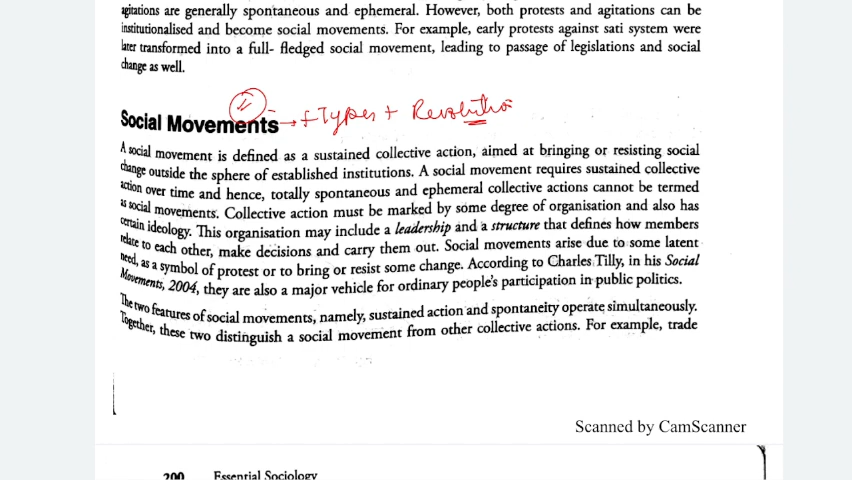 agitations are generally spontaneous and ephemeral. However, both protests and agitations can be
institutionalised and become social movements. For example, early protests against sati system were
later transformed into a full- fledged social movement, leading to passage of legislations and social
change as well.
Social Movements → Types + Revolution
A social movement is defined as a sustained collective action, aimed at bringing or resisting social
change outside the sphere of established institutions. A social movement requires sustained collective
action over time and hence, totally spontaneous and ephemeral collective actions cannot be termed
as social movements. Collective action must be marked by some degree of organisation and also has
certain ideology. This organisation may include a leadership and a structure that defines how members
relate to each other, make decisions and carry them out. Social movements arise due to some latent
need, as a symbol of protest or to bring or resist some change. According to Charles Tilly, in his Social
Movements, 2004, they are also a major vehicle for ordinary people's participation in public politics.
The two features of social movements, namely, sustained action and spontaneity operate simultaneously.
Together, these two distinguish a social movement from other collective actions. For example, trade
Scanned by CamScanner
200 Essential Sociology